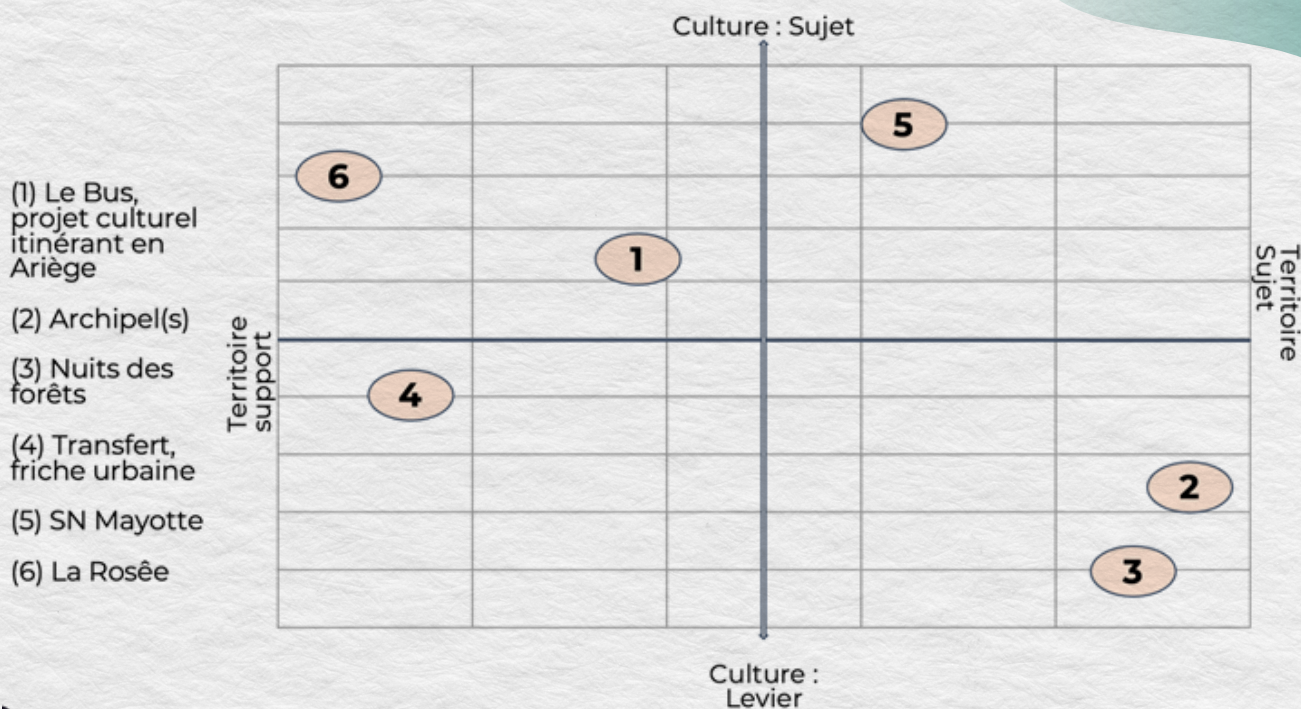 Culture : Sujet
5
6
(1) Le Bus,
projet culturel
itinérant en
Ariège
1
Territoire
Sujet
(2) Archipel(s)
Territoire
support
(3) Nuits des
forêts
4
(4) Transfert,
friche urbaine
2
(5) SN Mayotte
(6) La Rosêe
3
Culture :
Levier